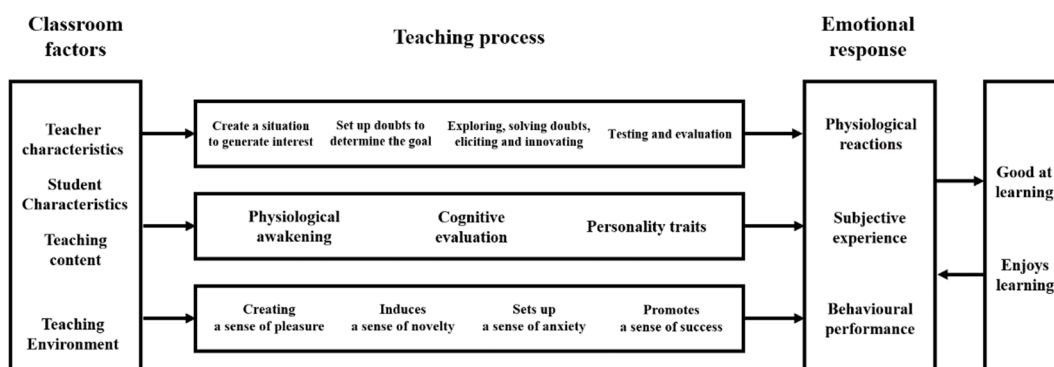 Classroom
factors
Teaching process
Emotional
response
Teacher
characteristics
Student
Characteristics
Teaching
content
Teaching
Environment
Create a situation
to generate interest
Set up doubts to
determine the goal
Exploring, solving doubts,
eliciting and innovating
Testing and evaluation
Physiological
awakening
Cognitive
evaluation
Personality traits
Creating
a sense of pleasure
Induces
a sense of novelty
Sets up
a sense of anxiety
Promotes
a sense of success
Physiological
reactions
Subjective
experience
Behavioural
performance
Good at
learning
Enjoys
learning